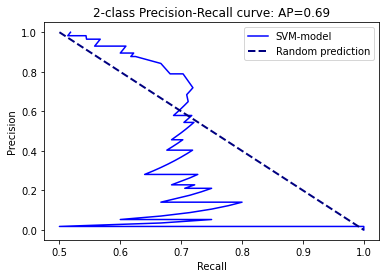 2-class Precision-Recall curve: AP=0.69
SVM-model
Random prediction
Precision
1.0
0.8
0.6
0.4
0.2
0.0
0.5 0.6 0.7 0.8 0.9 1.0
Recall